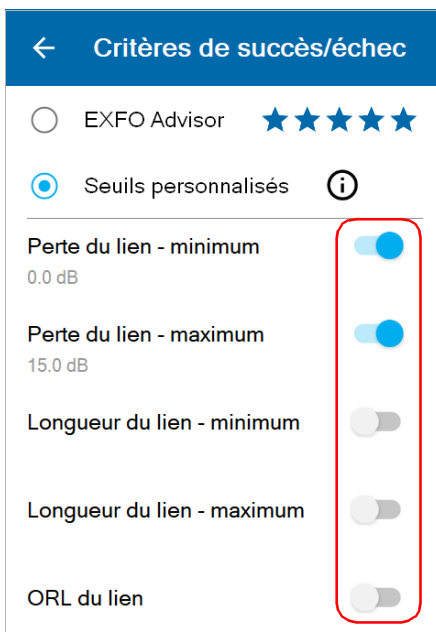 Critères de succès/échec
EXFO Advisor
Seuils personnalisés
Perte du lien - minimum
0.0 dB
Perte du lien - maximum
15.0 dB
Longueur du lien - minimum
Longueur du lien - maximum
ORL du lien